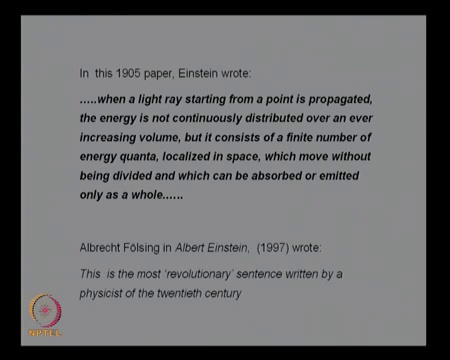 In this 1905 paper, Einstein wrote:
.....when a light ray starting from a point is propagated,
the energy is not continuously distributed over an ever
increasing volume, but it consists of a finite number of
energy quanta, localized in space, which move without
being divided and which can be absorbed or emitted
only as a whole......
Albrecht Fölsing in Albert Einstein, (1997) wrote:
This is the most ‘revolutionary’ sentence written by a
physicist of the twentieth century
NPTEL